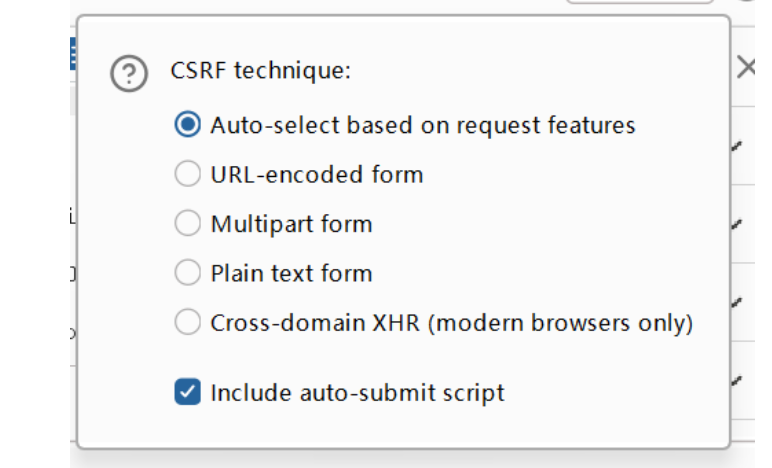 CSRF technique:
Auto-select based on request features
URL-encoded form
Multipart form
Plain text form
Cross-domain XHR (modern browsers only)
Include auto-submit script